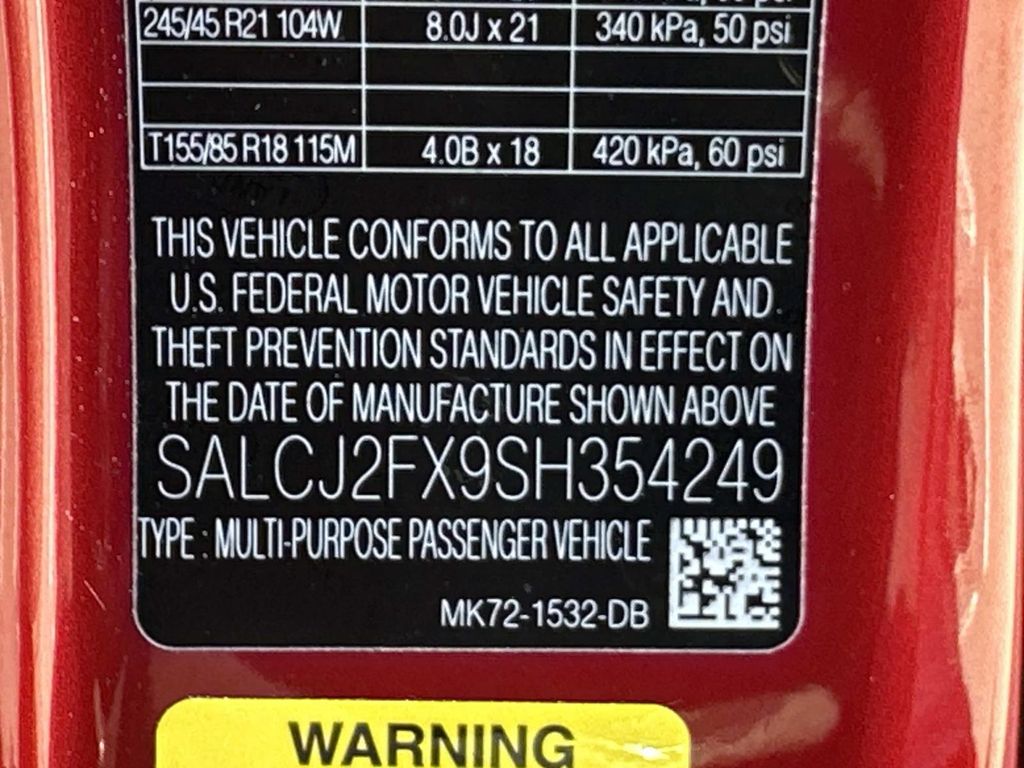 245/45 R21 104W 8.0J x 21 340 kPa, 50 psi
T155/85 R18 115M 4.0B x 18 420 kPa, 60 psi
THIS VEHICLE CONFORMS TO ALL APPLICABLE
U.S. FEDERAL MOTOR VEHICLE SAFETY AND
THEFT PREVENTION STANDARDS IN EFFECT ON
THE DATE OF MANUFACTURE SHOWN ABOVE
SALCJ2FX9SH354249
TYPE : MULTI-PURPOSE PASSENGER VEHICLE
MK72-1532-DB
WARNING